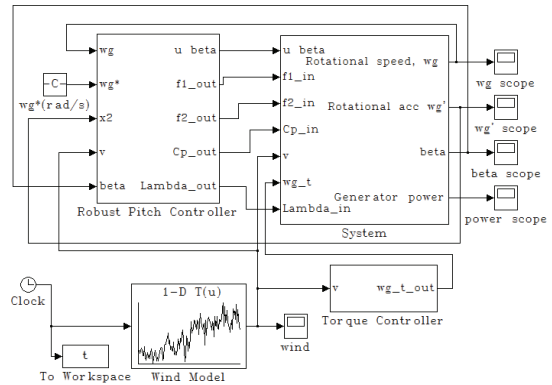 wg
wg*
x2
v
beta
u beta
f1_out
f2_out
Cp_out
Lambda_out
Robust Pitch Controller
-C-
wg*(rad/s)
u beta
f1_in
f2_in
Cp_in
v
wg_t
Lambda_in
Rotational speed, wg
Rotational acc wg'
beta
Generator power
System
wg scope
wg' scope
beta scope
power scope
Clock
t
To Workspace
1-D T(u)
Wind Model
wind
v
wg_t_out
Torque Controller